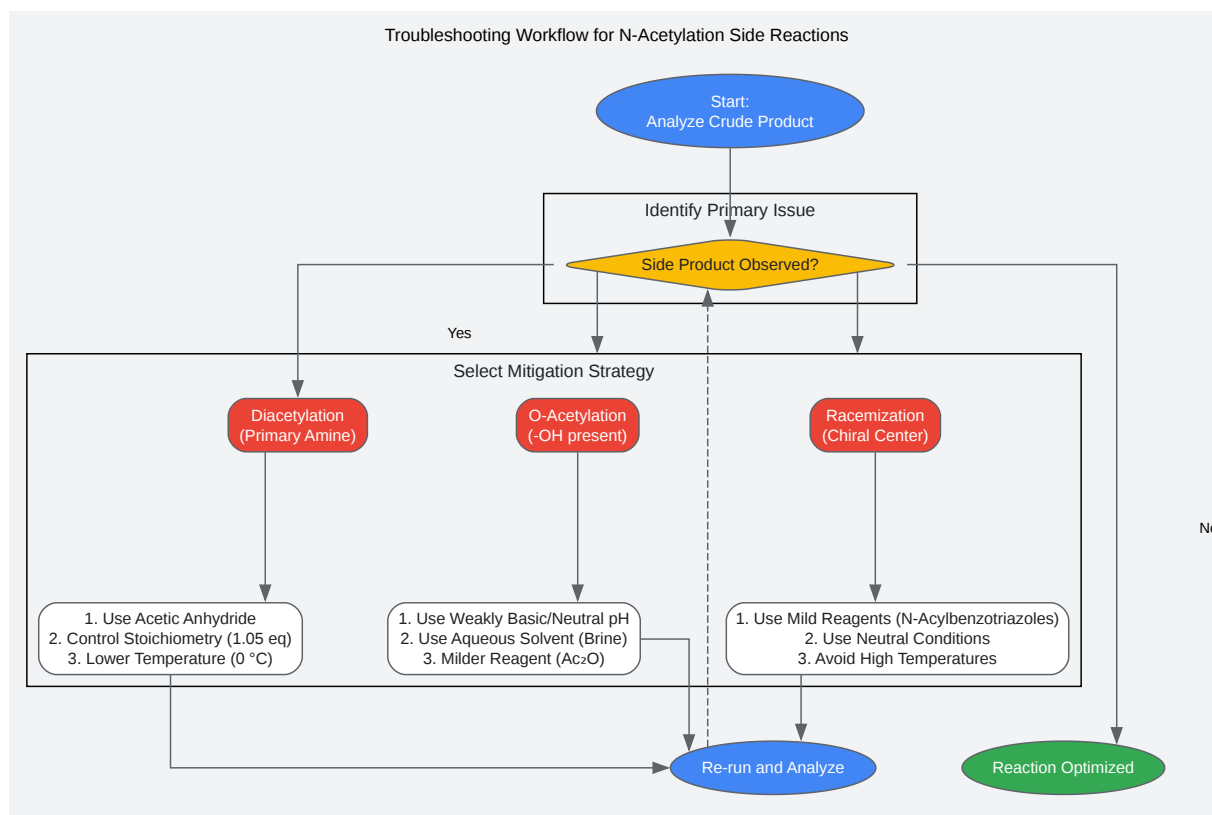 Troubleshooting Workflow for N-Acetylation Side Reactions
Start:
Analyze Crude Product
Identify Primary Issue
Side Product Observed?
Yes
Select Mitigation Strategy
Diacetylation
(Primary Amine)
O-Acetylation
(-OH present)
Racemization
(Chiral Center)
1. Use Acetic Anhydride
2. Control Stoichiometry (1.05 eq)
3. Lower Temperature (0 °C)
1. Use Weakly Basic/Neutral pH
2. Use Aqueous Solvent (Brine)
3. Milder Reagent (Ac₂O)
1. Use Mild Reagents (N-Acylbenzotriazoles)
2. Use Neutral Conditions
3. Avoid High Temperatures
Re-run and Analyze
Reaction Optimized